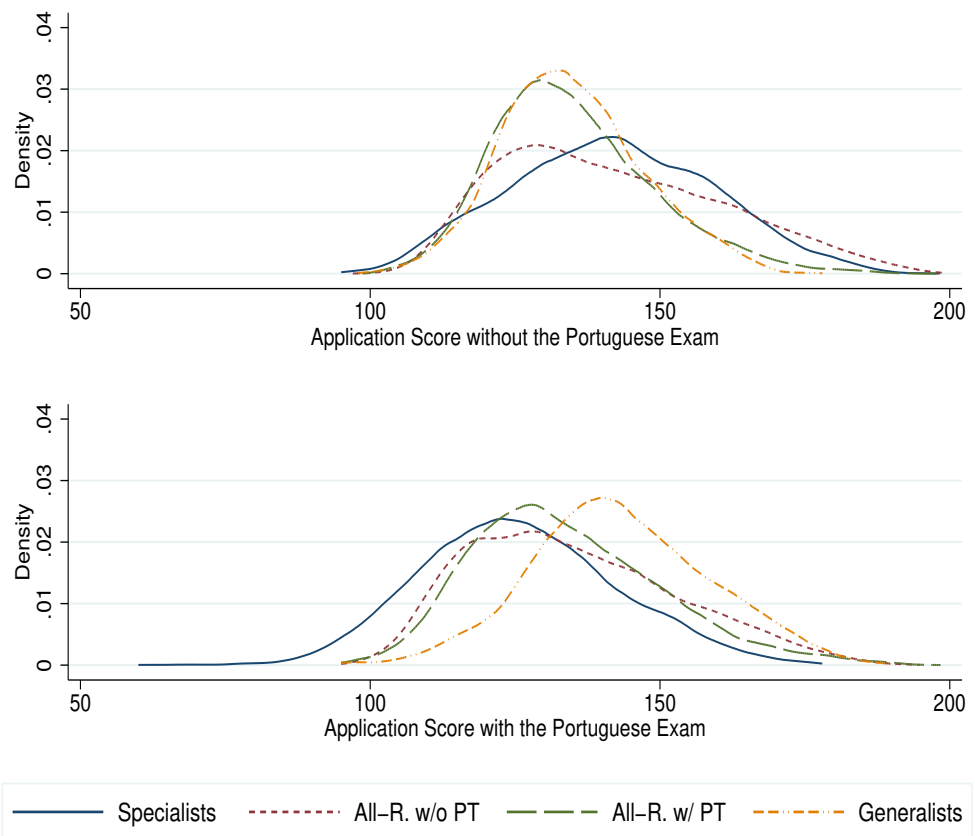 .04
.03
.02
.01
0
Density
50 100 150 200
Application Score without the Portuguese Exam
.04
.03
.02
.01
0
Density
50 100 150 200
Application Score with the Portuguese Exam
Specialists All−R. w/o PT All−R. w/ PT Generalists